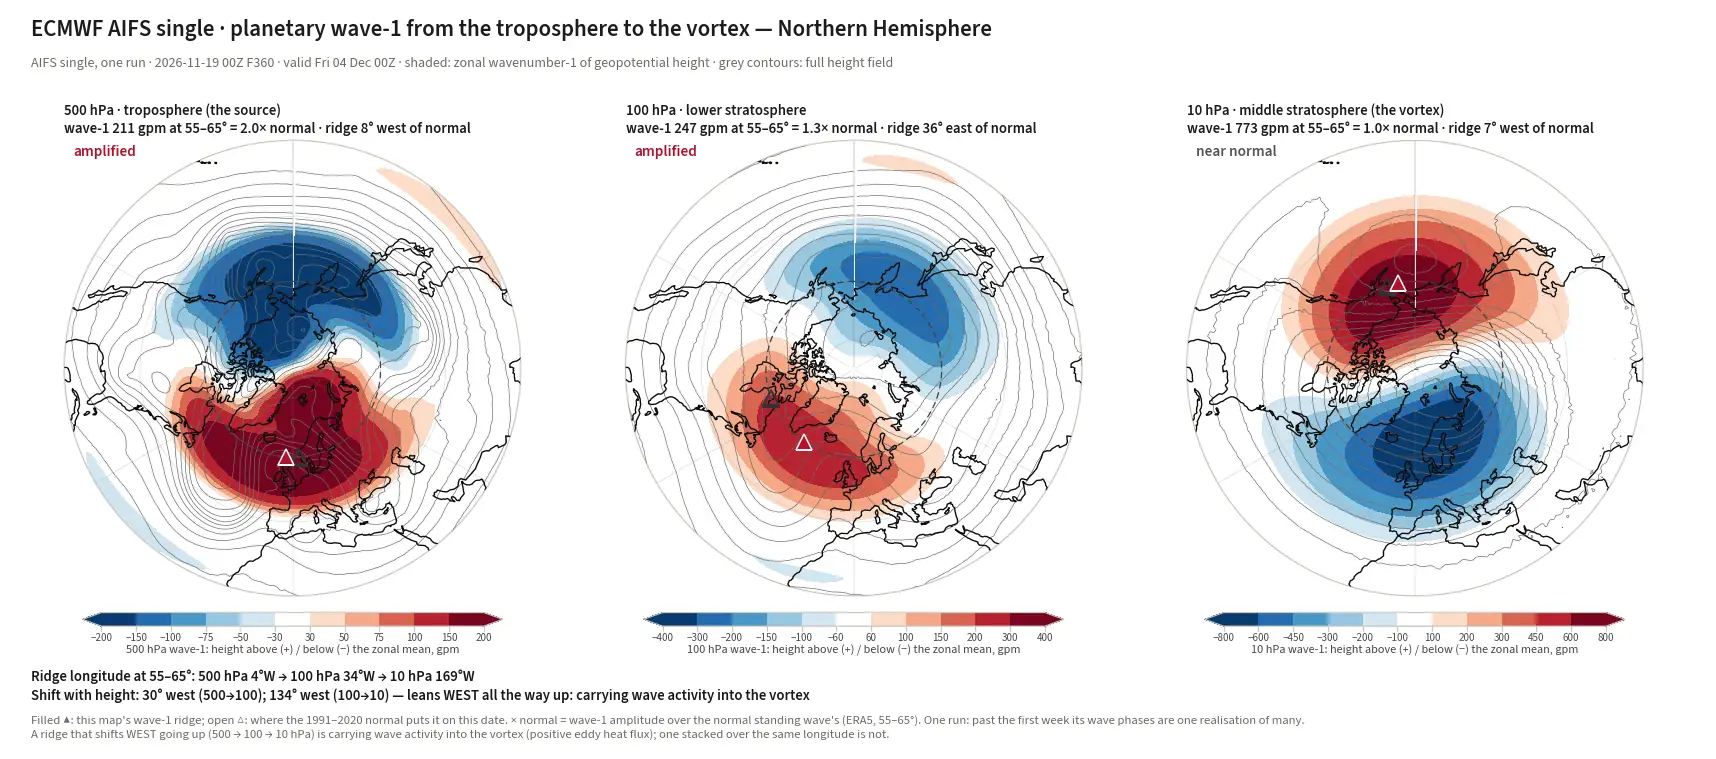 ECMWF AIFS single · planetary wave-1 from the troposphere to the vortex — Northern Hemisphere
AIFS single, one run · 2026-11-19 00Z F360 · valid Fri 04 Dec 00Z · shaded: zonal wavenumber-1 of geopotential height · grey contours: full height field
500 hPa · troposphere (the source)
wave-1 211 gpm at 55–65° = 2.0× normal · ridge 8° west of normal
amplified
100 hPa · lower stratosphere
wave-1 247 gpm at 55–65° = 1.3× normal · ridge 36° east of normal
amplified
10 hPa · middle stratosphere (the vortex)
wave-1 773 gpm at 55–65° = 1.0× normal · ridge 7° west of normal
near normal
−200 −150 −100 −75 −50 −30 30 50 75 100 150 200
500 hPa wave-1: height above (+) / below (−) the zonal mean, gpm
−400 −300 −200 −150 −100 −60 60 100 150 200 300 400
100 hPa wave-1: height above (+) / below (−) the zonal mean, gpm
−800 −600 −450 −300 −200 −100 100 200 300 450 600 800
10 hPa wave-1: height above (+) / below (−) the zonal mean, gpm
Ridge longitude at 55–65°: 500 hPa 4°W → 100 hPa 34°W → 10 hPa 169°W
Shift with height: 30° west (500→100); 134° west (100→10) — leans WEST all the way up: carrying wave activity into the vortex
Filled ▲: this map's wave-1 ridge; open △: where the 1991–2020 normal puts it on this date. × normal = wave-1 amplitude over the normal standing wave's (ERA5, 55–65°). One run: past the first week its wave phases are one realisation of many.
A ridge that shifts WEST going up (500 → 100 → 10 hPa) is carrying wave activity into the vortex (positive eddy heat flux); one stacked over the same longitude is not.